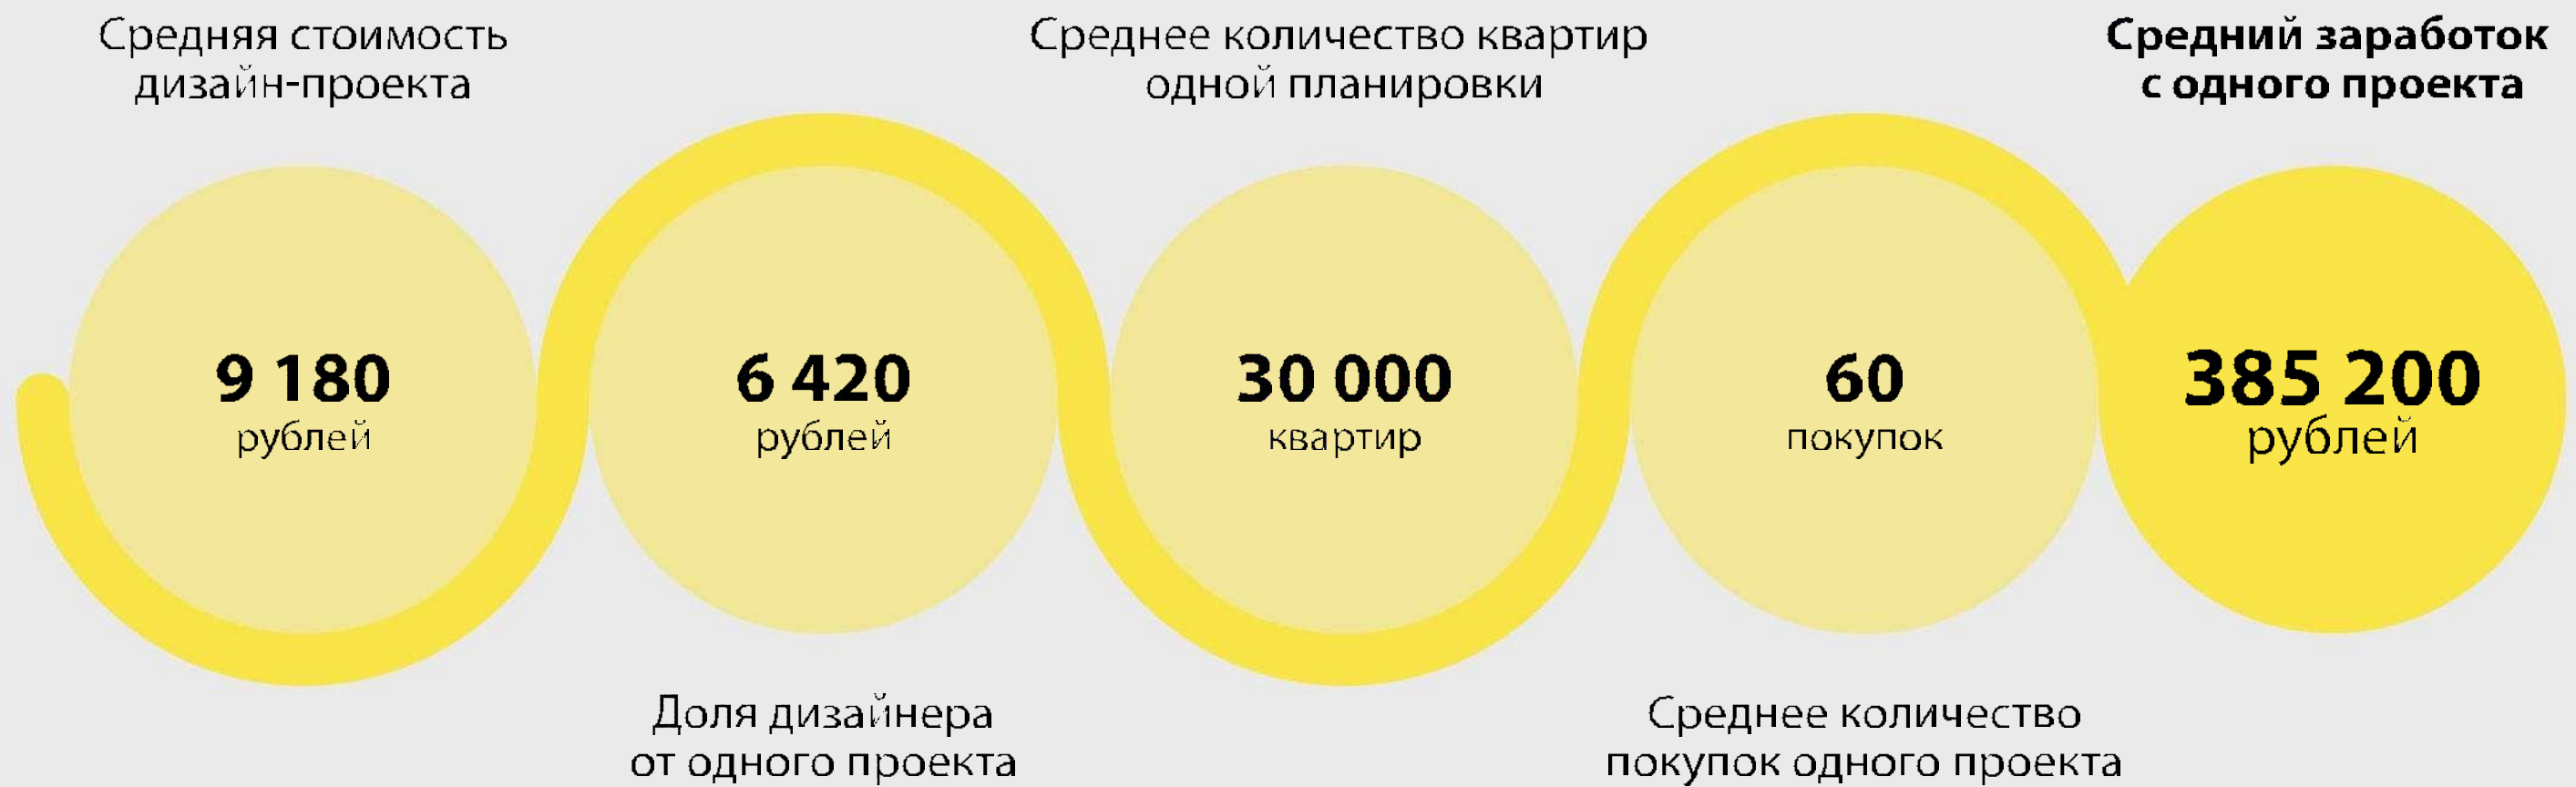 Средняя стоимость
дизайн-проекта
9 180
рублей
6 420
рублей
Доля дизайнера
от одного проекта
Среднее количество квартир
одной планировки
30 000
квартир
60
покупок
Среднее количество
покупок одного проекта
Средний заработок
с одного проекта
385 200
рублей